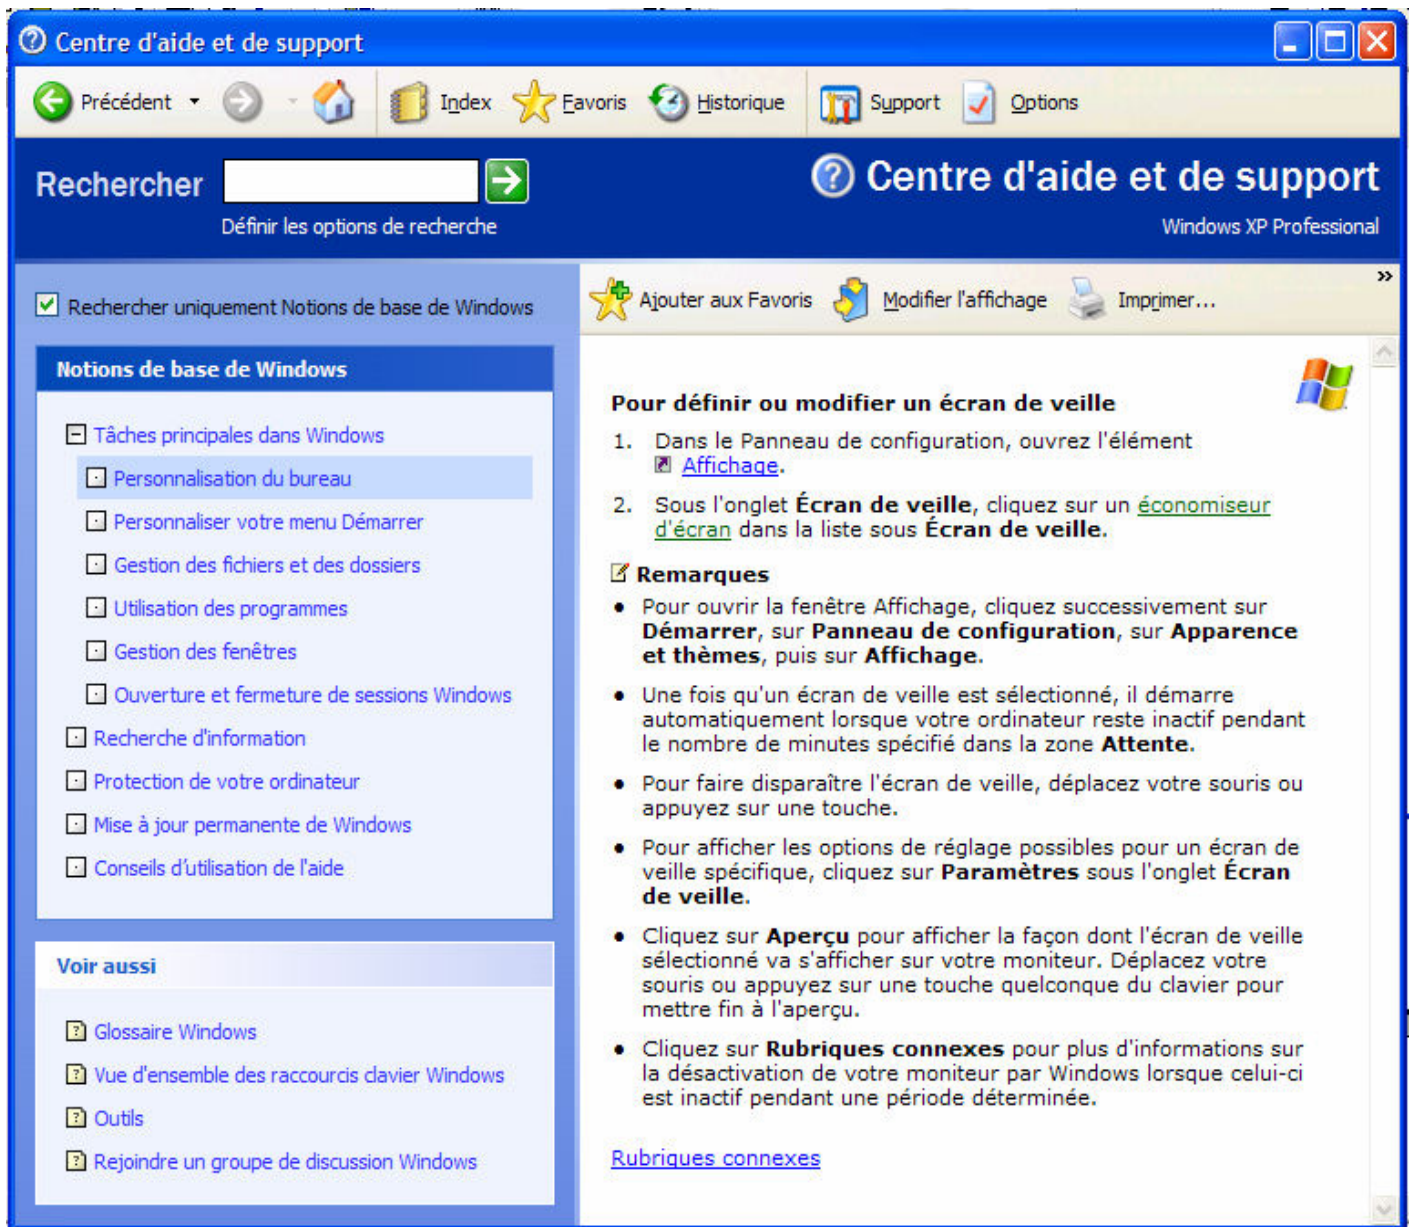 Centre d'aide et de support
Précédent
Index
Favoris
Historique
Support
Options
Rechercher
Définir les options de recherche
Centre d'aide et de support
Windows XP Professional
Rechercher uniquement Notions de base de Windows
Notions de base de Windows
Tâches principales dans Windows
Personnalisation du bureau
Personnaliser votre menu Démarrer
Gestion des fichiers et des dossiers
Utilisation des programmes
Gestion des fenêtres
Ouverture et fermeture de sessions Windows
Recherche d'information
Protection de votre ordinateur
Mise à jour permanente de Windows
Conseils d'utilisation de l'aide
Voir aussi
Glossaire Windows
Vue d'ensemble des raccourcis clavier Windows
Outils
Rejoindre un groupe de discussion Windows
Ajouter aux Favoris
Modifier l'affichage
Imprimer...
»
Pour définir ou modifier un écran de veille
1. Dans le Panneau de configuration, ouvrez l'élément
Affichage.
2. Sous l'onglet Écran de veille, cliquez sur un économiseur
d'écran dans la liste sous Écran de veille.
Remarques
• Pour ouvrir la fenêtre Affichage, cliquez successivement sur
Démarrer, sur Panneau de configuration, sur Apparence
et thèmes, puis sur Affichage.
• Une fois qu'un écran de veille est sélectionné, il démarre
automatiquement lorsque votre ordinateur reste inactif pendant
le nombre de minutes spécifié dans la zone Attente.
• Pour faire disparaître l'écran de veille, déplacez votre souris ou
appuyez sur une touche.
• Pour afficher les options de réglage possibles pour un écran de
veille spécifique, cliquez sur Paramètres sous l'onglet Écran
de veille.
• Cliquez sur Aperçu pour afficher la façon dont l'écran de veille
sélectionné va s'afficher sur votre moniteur. Déplacez votre
souris ou appuyez sur une touche quelconque du clavier pour
mettre fin à l'aperçu.
• Cliquez sur Rubriques connexes pour plus d'informations sur
la désactivation de votre moniteur par Windows lorsque celui-ci
est inactif pendant une période déterminée.
Rubriques connexes